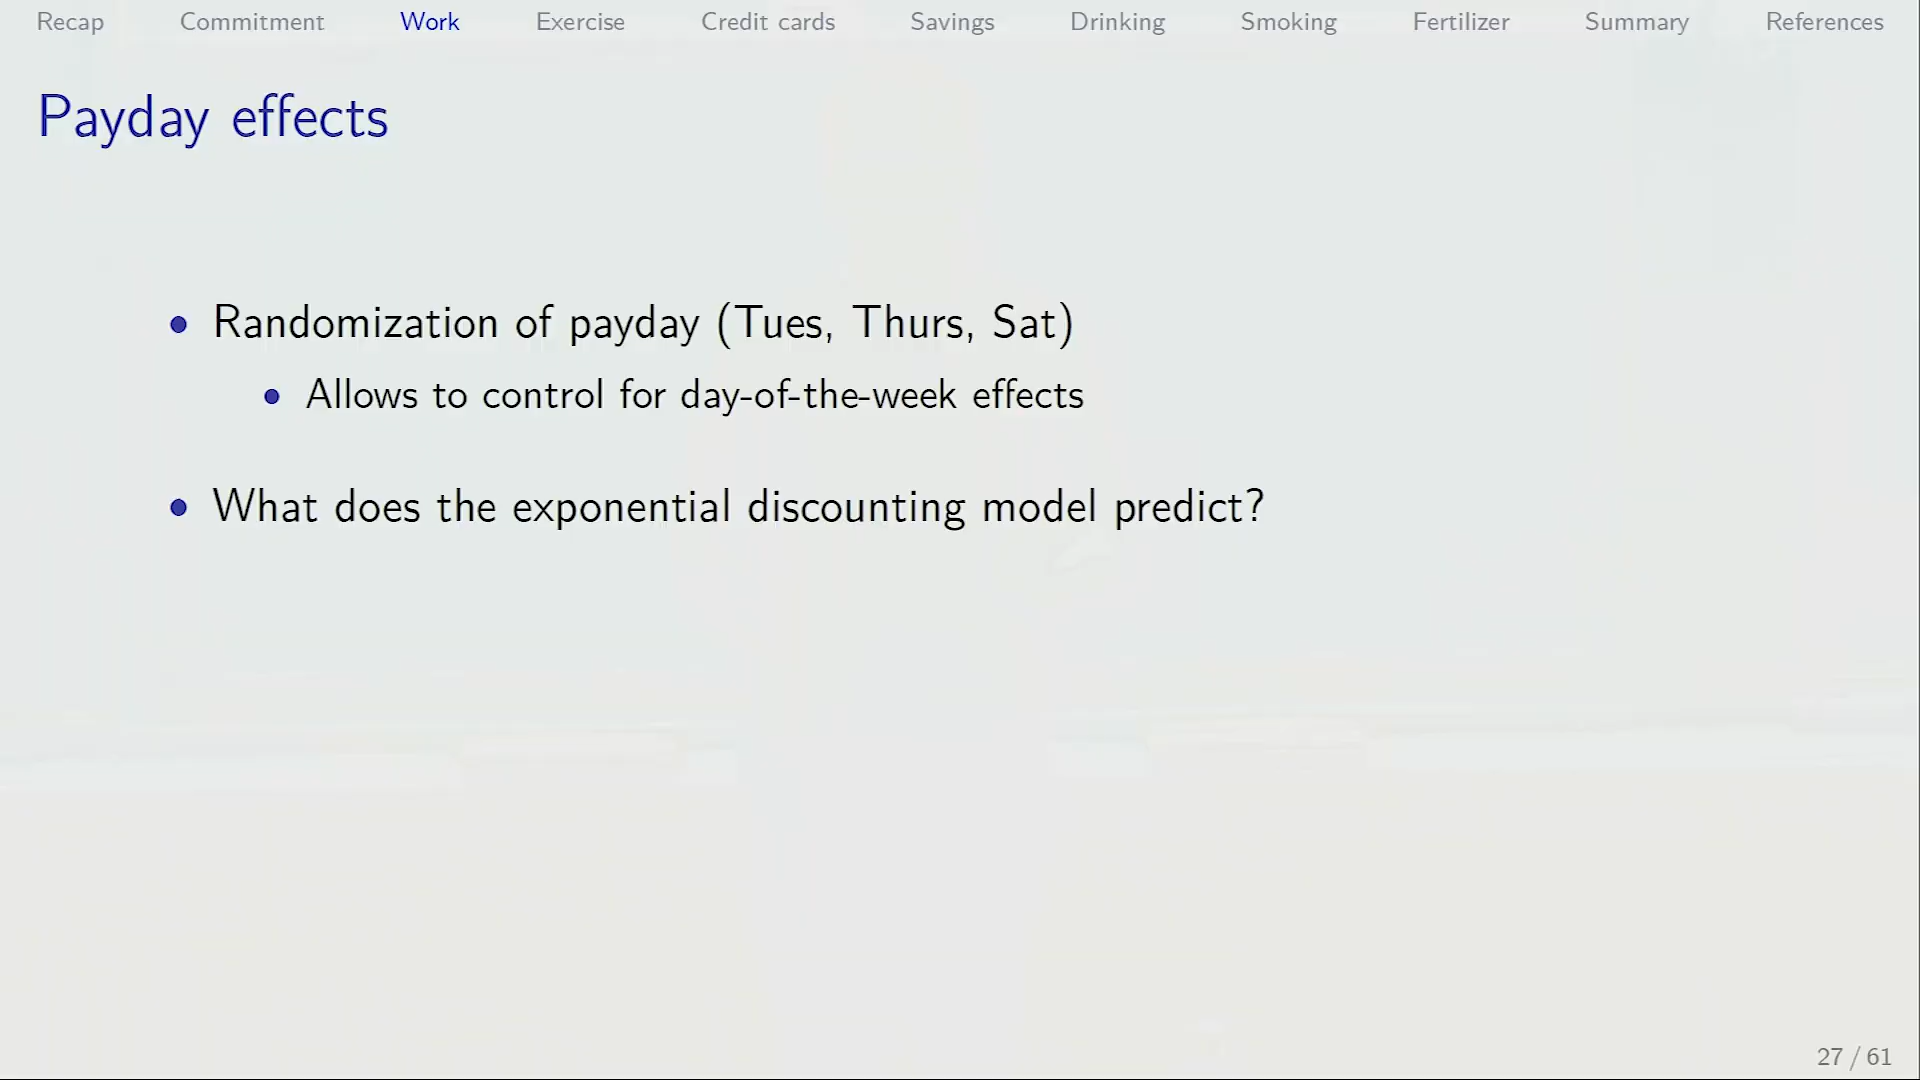 Recap Commitment Work Exercise Credit cards Savings Drinking Smoking Fertilizer Summary References
Payday effects
• Randomization of payday (Tues, Thurs, Sat)
• Allows to control for day-of-the-week effects
• What does the exponential discounting model predict?
27 / 61